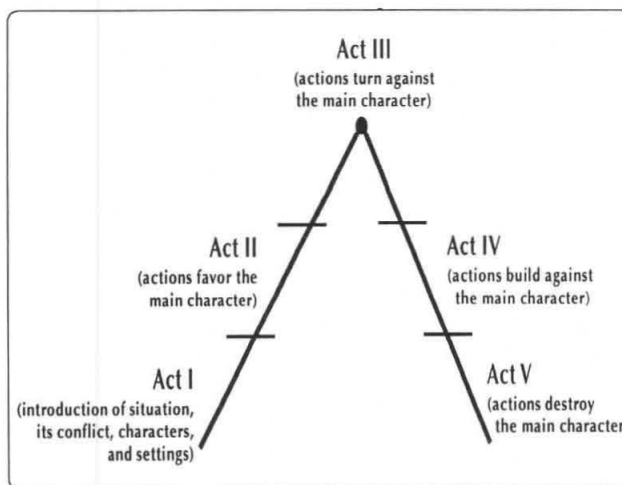 Act III
(actions turn against
the main character)
Act II
(actions favor the
main character)
Act IV
(actions build against
the main character)
Act I
(introduction of situation,
its conflict, characters,
and settings)
Act V
(actions destroy
the main character